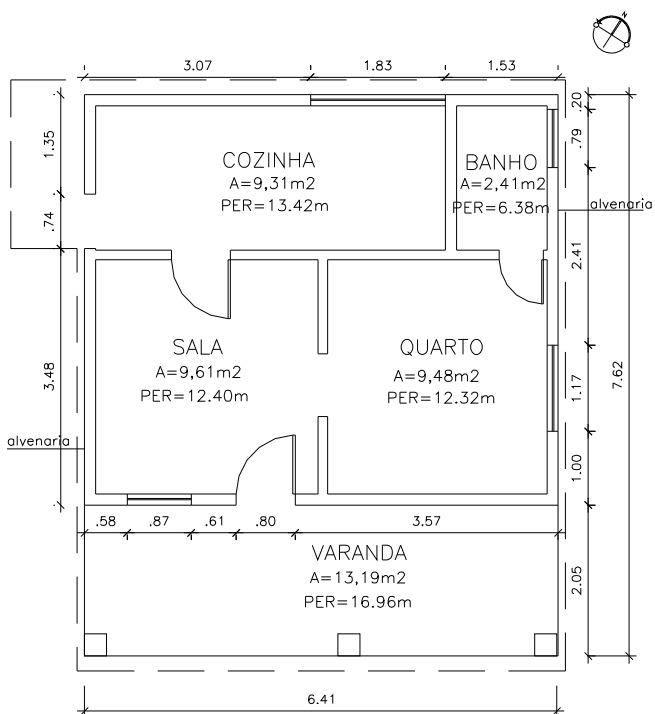 N
3.07
1.83
1.53
1.35
.74
3.48
.20
.79
2.41
1.17
1.00
2.05
7.62
COZINHA
A=9,31m2
PER=13.42m
BANHO
A=2,41m2
PER=6.38m
alvenaria
SALA
A=9,61m2
PER=12.40m
QUARTO
A=9,48m2
PER=12.32m
alvenaria
.58
.87
.61
.80
3.57
VARANDA
A=13,19m2
PER=16.96m
6.41